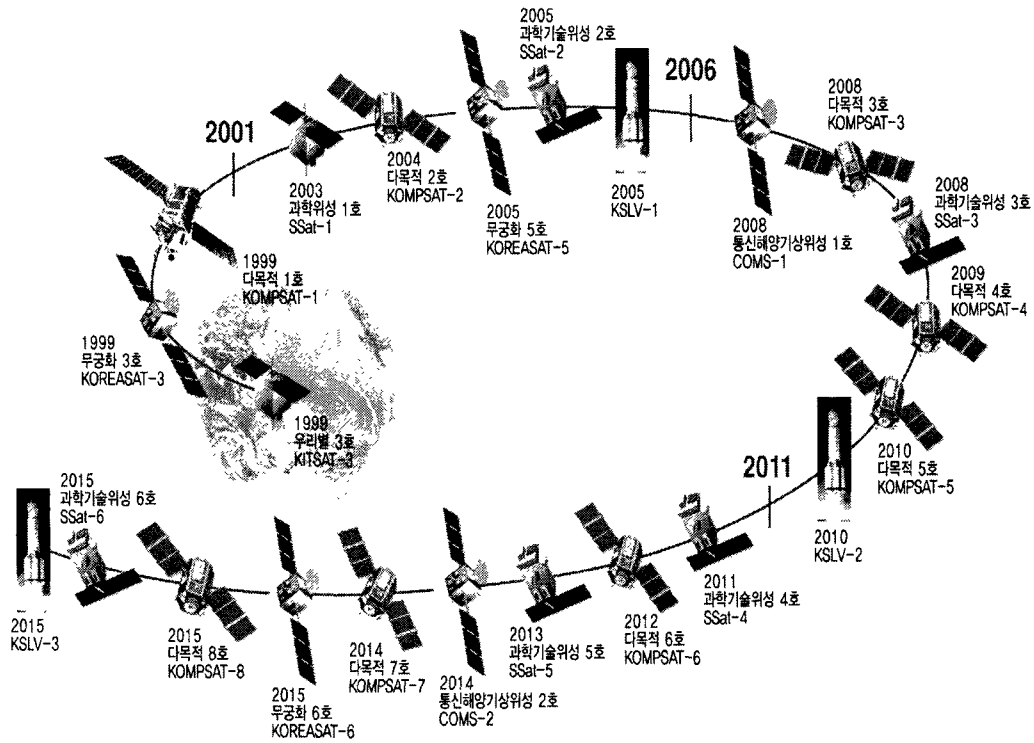 1999
우리별 3호
KITSAT-3
1999
무궁화 3호
KOREASAT-3
1999
다목적 1호
KOMPSAT-1
2001
2003
과학위성 1호
SSat-1
2004
다목적 2호
KOMPSAT-2
2005
무궁화 5호
KOREASAT-5
2005
과학기술위성 2호
SSat-2
2005
KSLV-1
2006
2008
통신해양기상위성 1호
COMS-1
2008
다목적 3호
KOMPSAT-3
2008
과학기술위성 3호
SSat-3
2009
다목적 4호
KOMPSAT-4
2010
다목적 5호
KOMPSAT-5
2010
KSLV-2
2011
2011
과학기술위성 4호
SSat-4
2012
다목적 6호
KOMPSAT-6
2013
과학기술위성 5호
SSat-5
2014
통신해양기상위성 2호
COMS-2
2014
다목적 7호
KOMPSAT-7
2015
무궁화 6호
KOREASAT-6
2015
다목적 8호
KOMPSAT-8
2015
과학기술위성 6호
SSat-6
2015
KSLV-3